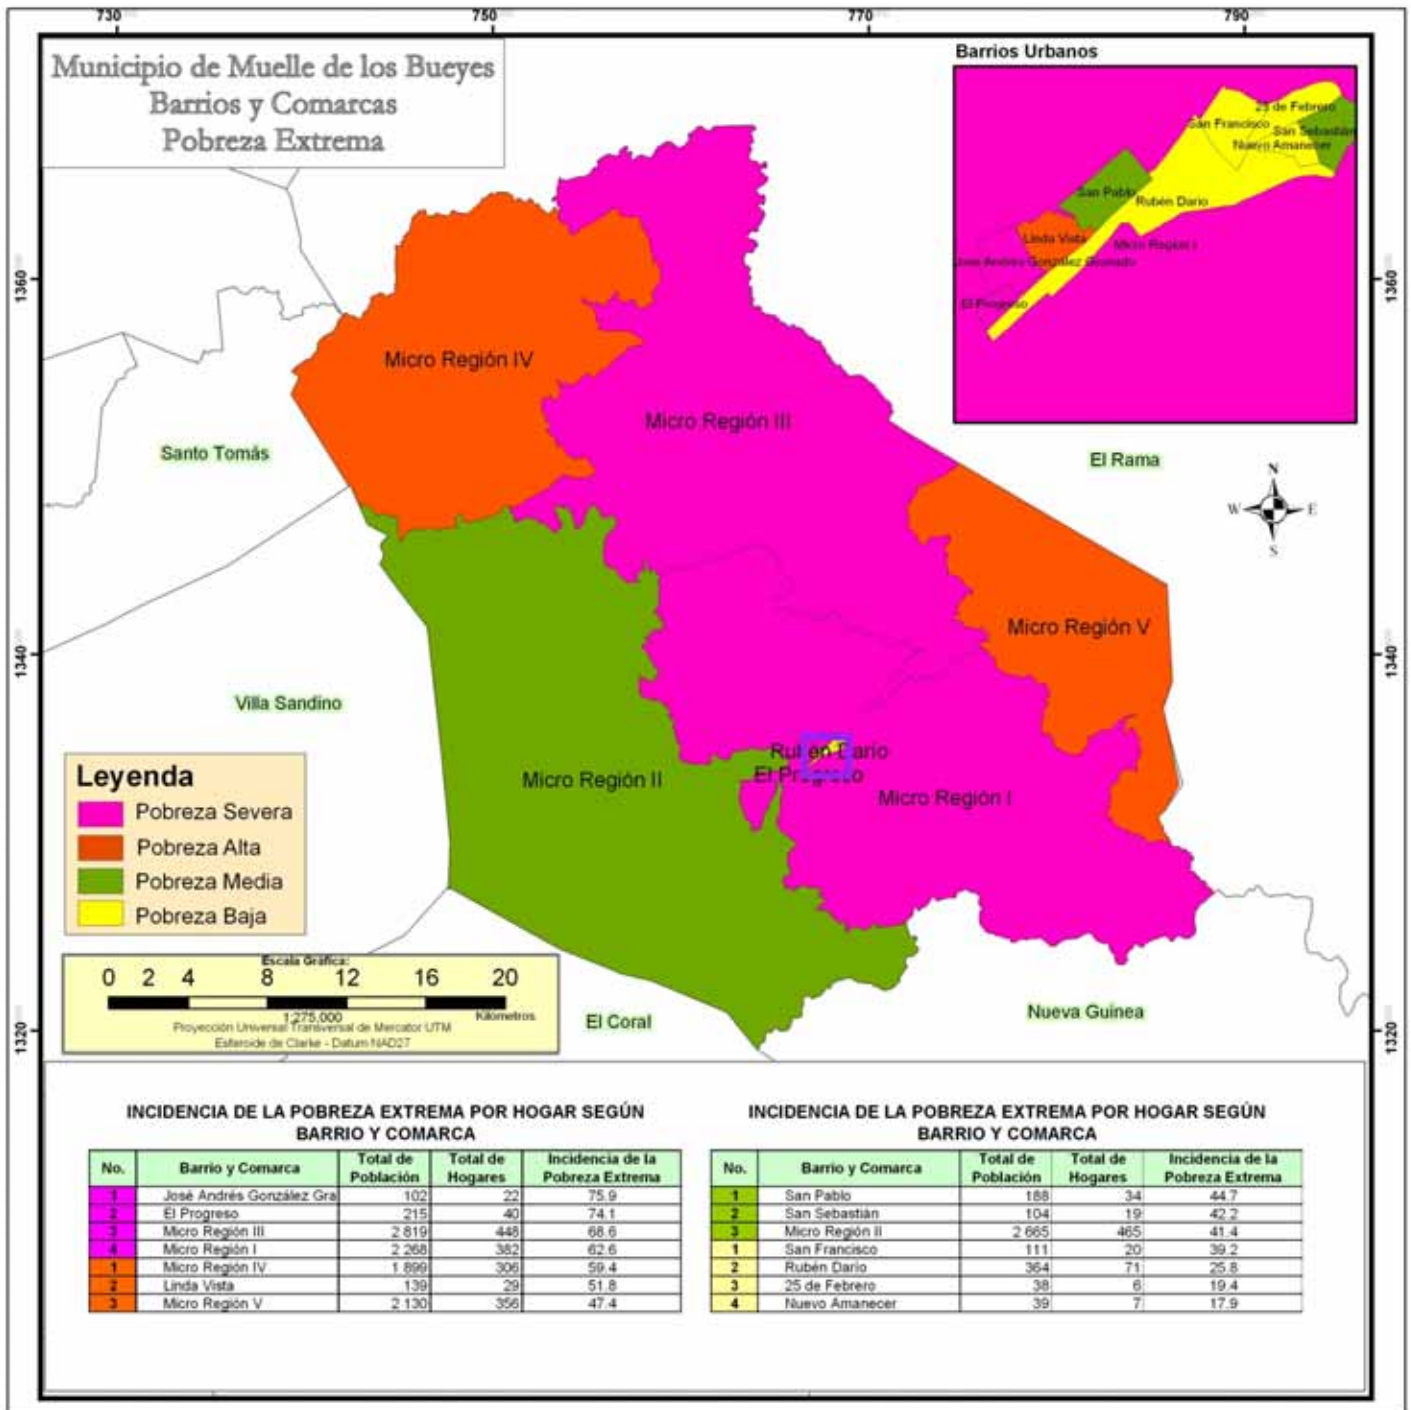 730 750 770 790
Municipio de Muelle de los Bueyes
Barrios y Comarcas
Pobreza Extrema
Barrios Urbanos
25 de Febrero
San Francisco
San Sebastián
Nuevo Amanecer
San Pablo
Rubén Darío
Linda Vista
Micro Región I
José Andrés González Granado
El Progreso
1360 1360
Micro Región IV
Micro Región III
Santo Tomás
El Rama
N
W E
S
Micro Región V
1340 1340
Villa Sandino
Rubén Darío
El Progreso
Micro Región II
Micro Región I
Leyenda
Pobreza Severa
Pobreza Alta
Pobreza Media
Pobreza Baja
Escala Gráfica:
0 2 4 8 12 16 20
1:275,000 Kilometros
Proyección Universal Transversal de Mercator UTM
Esferoide de Clarke - Datum NAD27
El Coral
Nueva Guinea
1320 1320
INCIDENCIA DE LA POBREZA EXTREMA POR HOGAR SEGÚN
BARRIO Y COMARCA
No. Barrio y Comarca Total de Población Total de Hogares Incidencia de la Pobreza Extrema
1 José Andrés González Gra 102 22 75.9
2 El Progreso 215 40 74.1
3 Micro Región III 2 819 448 68.6
4 Micro Región I 2 268 382 62.6
1 Micro Región IV 1 899 306 59.4
2 Linda Vista 139 29 51.8
3 Micro Región V 2 130 356 47.4
INCIDENCIA DE LA POBREZA EXTREMA POR HOGAR SEGÚN
BARRIO Y COMARCA
No. Barrio y Comarca Total de Población Total de Hogares Incidencia de la Pobreza Extrema
1 San Pablo 188 34 44.7
2 San Sebastián 104 19 42.2
3 Micro Región II 2 665 465 41.4
1 San Francisco 111 20 39.2
2 Rubén Darío 364 71 25.8
3 25 de Febrero 38 6 19.4
4 Nuevo Amanecer 39 7 17.9